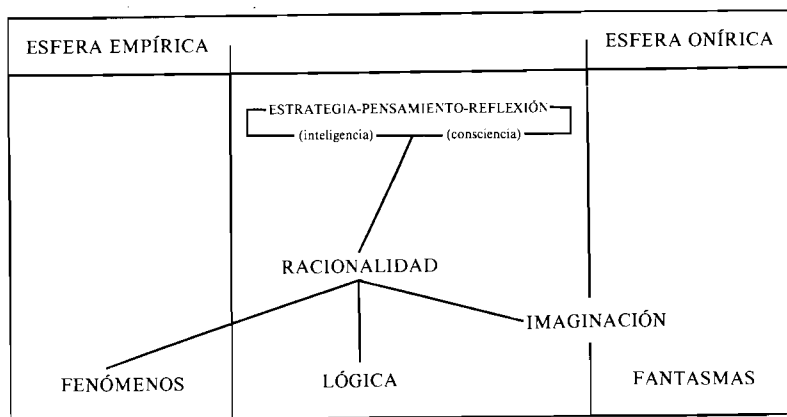 ESFERA EMPÍRICA
ESFERA ONÍRICA
ESTRATEGIA-PENSAMIENTO-REFLEXIÓN
(inteligencia) (consciencia)
RACIONALIDAD
IMAGINACIÓN
FENÓMENOS
LÓGICA
FANTASMAS